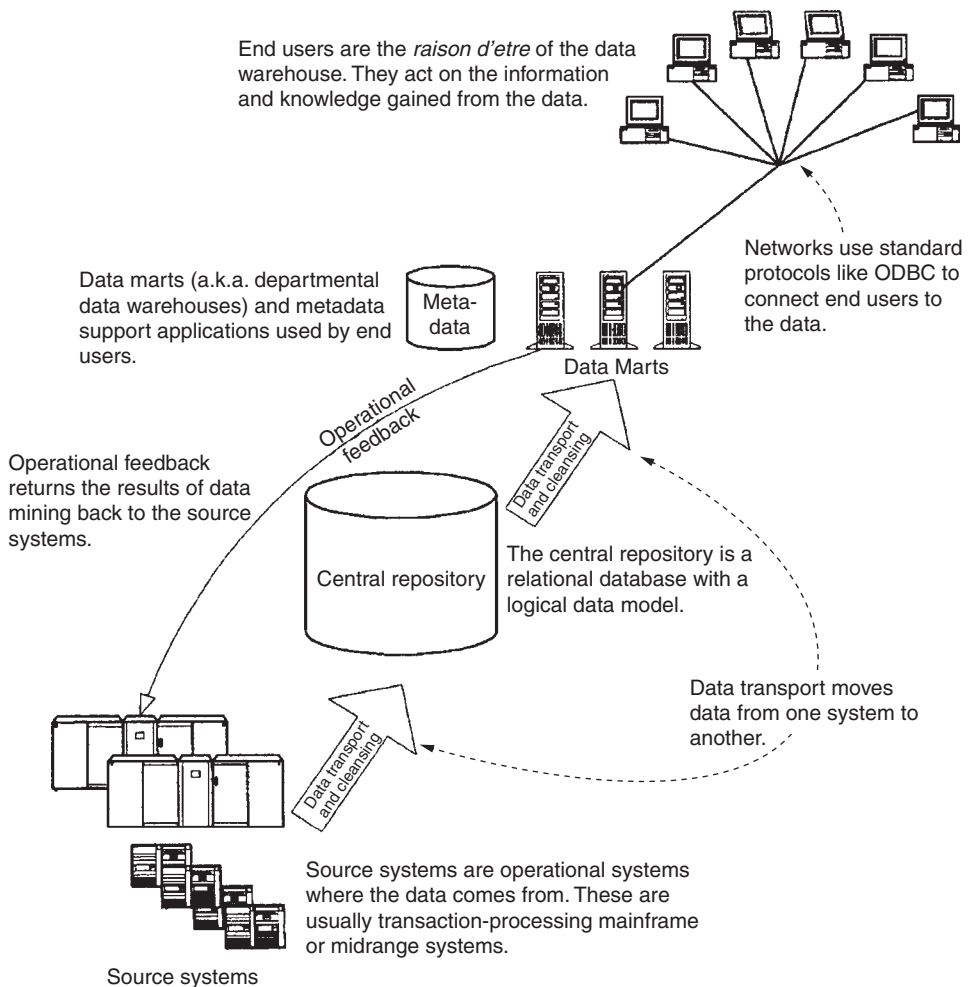 End users are the raison d'etre of the data
warehouse. They act on the information
and knowledge gained from the data.
Networks use standard
protocols like ODBC to
connect end users to
the data.
Data marts (a.k.a. departmental
data warehouses) and metadata
support applications used by end
users.
Meta-
data
Data Marts
Operational
feedback
Data transport
and cleansing
Operational feedback
returns the results of data
mining back to the source
systems.
Central repository
The central repository is a
relational database with a
logical data model.
Data transport moves
data from one system to
another.
Data transport
and cleansing
Source systems are operational systems
where the data comes from. These are
usually transaction-processing mainframe
or midrange systems.
Source systems